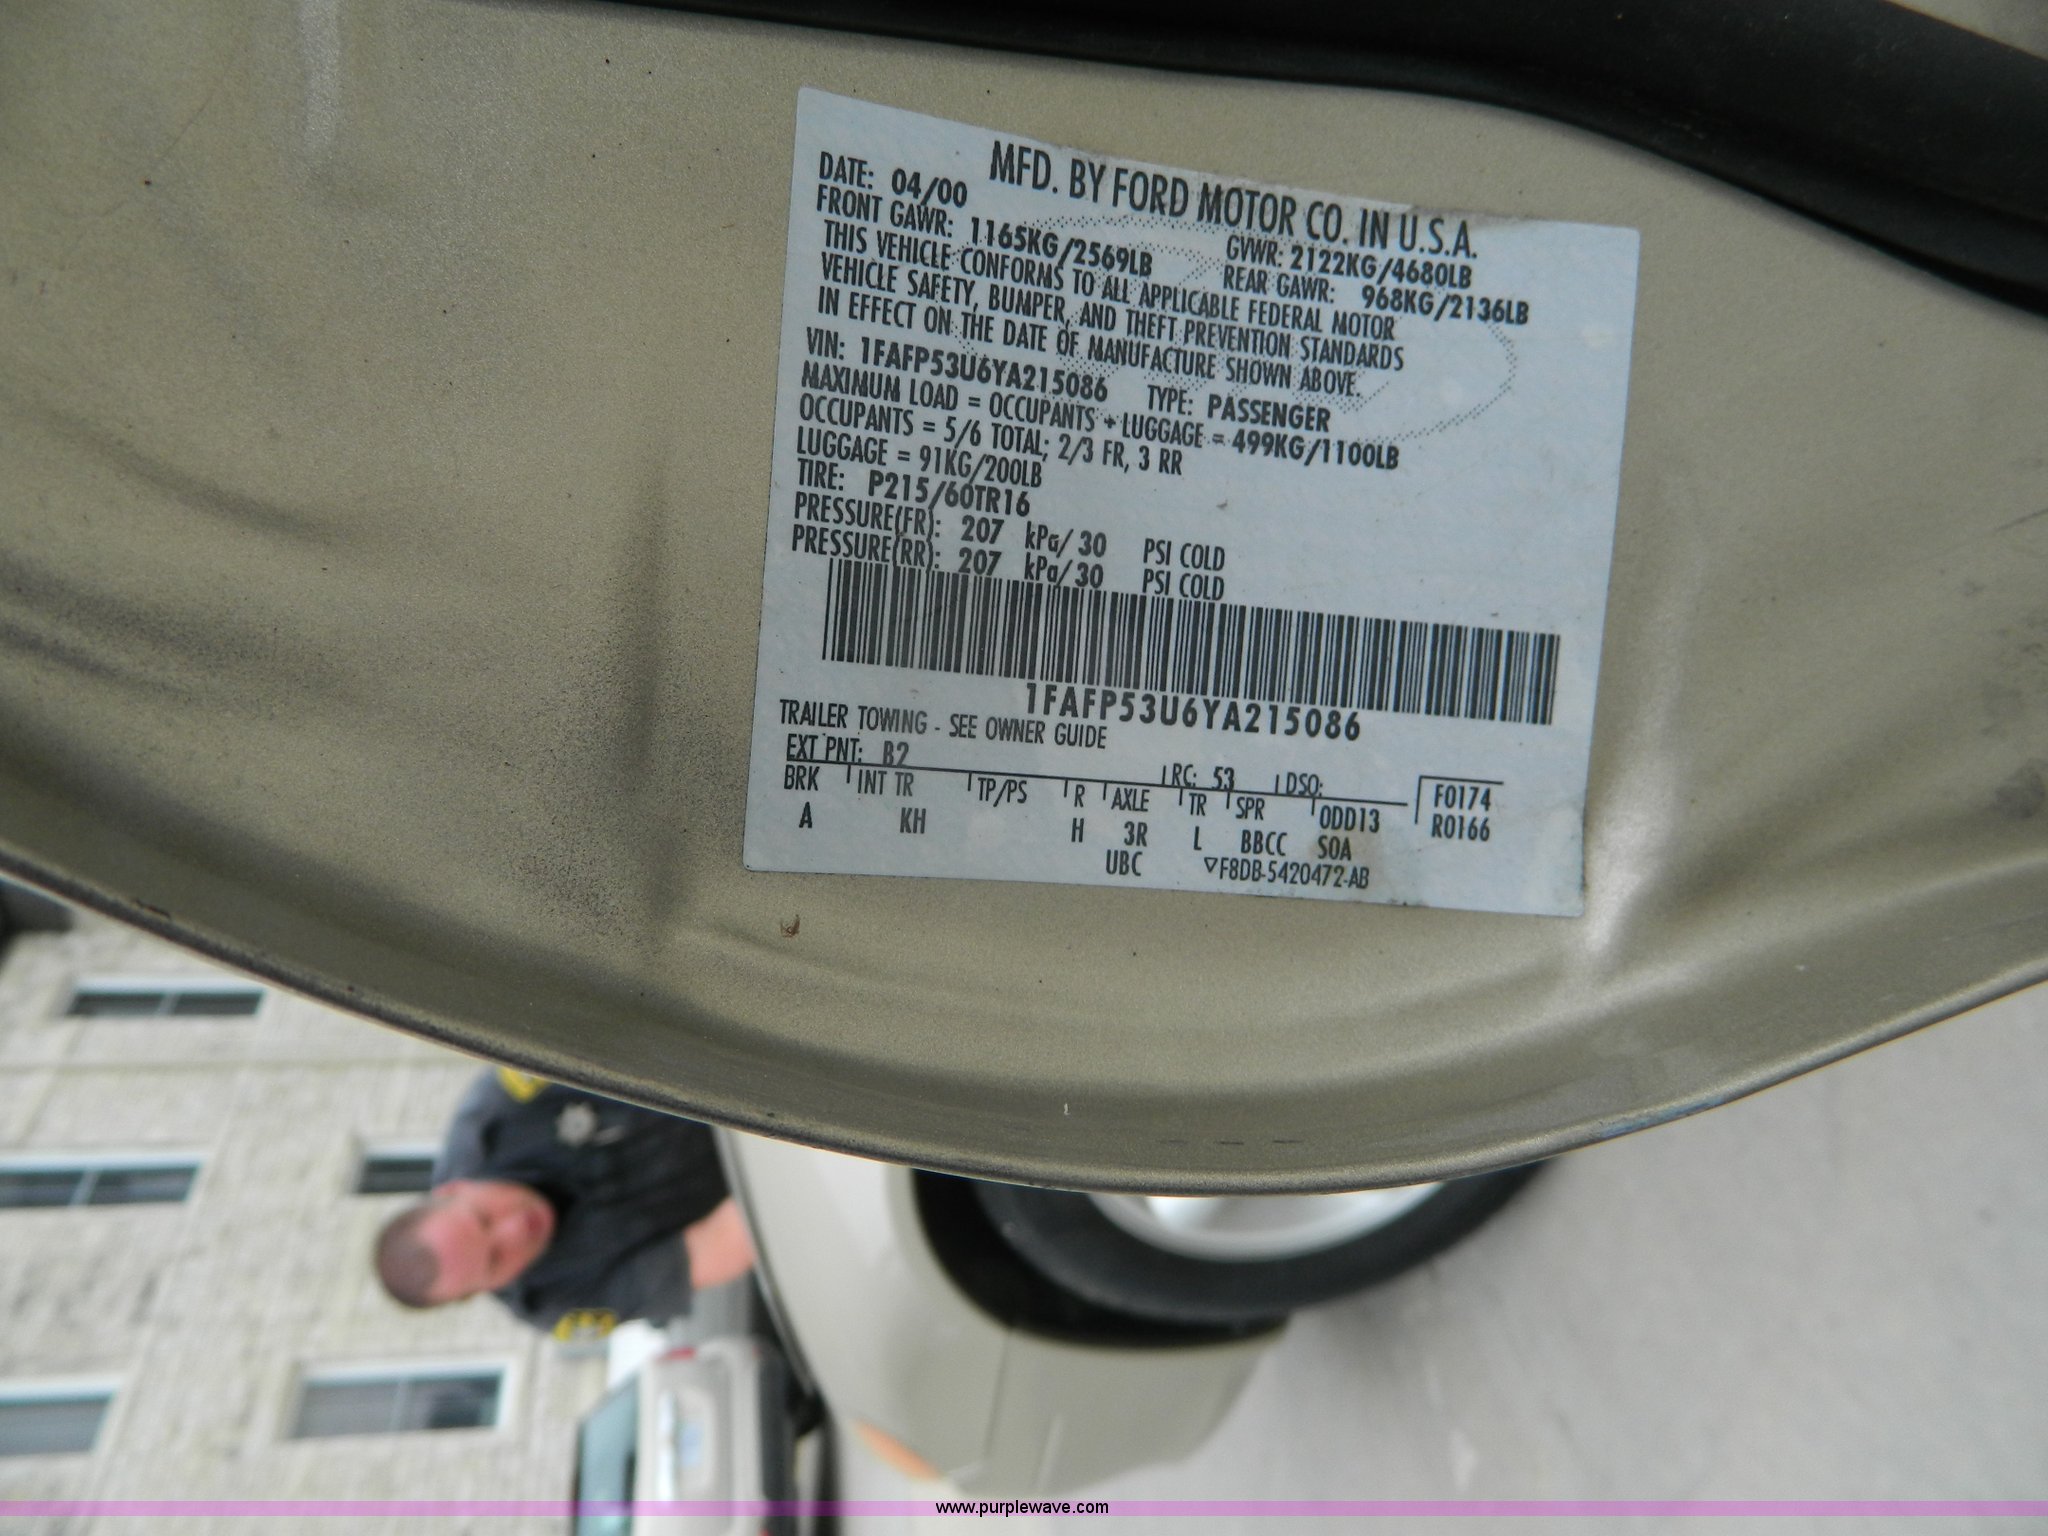 MFD. BY FORD MOTOR CO. IN U.S.A.
DATE: 04/00 GVWR: 2122KG/4680LB
FRONT GAWR: 1165KG/2569LB REAR GAWR: 968KG/2136LB
THIS VEHICLE CONFORMS TO ALL APPLICABLE FEDERAL MOTOR
VEHICLE SAFETY, BUMPER, AND THEFT PREVENTION STANDARDS
IN EFFECT ON THE DATE OF MANUFACTURE SHOWN ABOVE.
VIN: 1FAFP53U6YA215086 TYPE: PASSENGER
MAXIMUM LOAD = OCCUPANTS + LUGGAGE = 499KG/1100LB
OCCUPANTS = 5/6 TOTAL; 2/3 FR, 3 RR
LUGGAGE = 91KG/200LB
TIRE: P215/60TR16
PRESSURE(FR): 207 kPa/ 30 PSI COLD
PRESSURE(RR): 207 kPa/ 30 PSI COLD
1FAFP53U6YA215086
TRAILER TOWING - SEE OWNER GUIDE
EXT PNT: B2 RC: 53 DSO: F0174
BRK INT TR TP/PS R AXLE TR SPR ODD13 R0166
A KH H 3R L BBCC SOA
UBC ▽F8DB-5420472-AB
www.purplewave.com